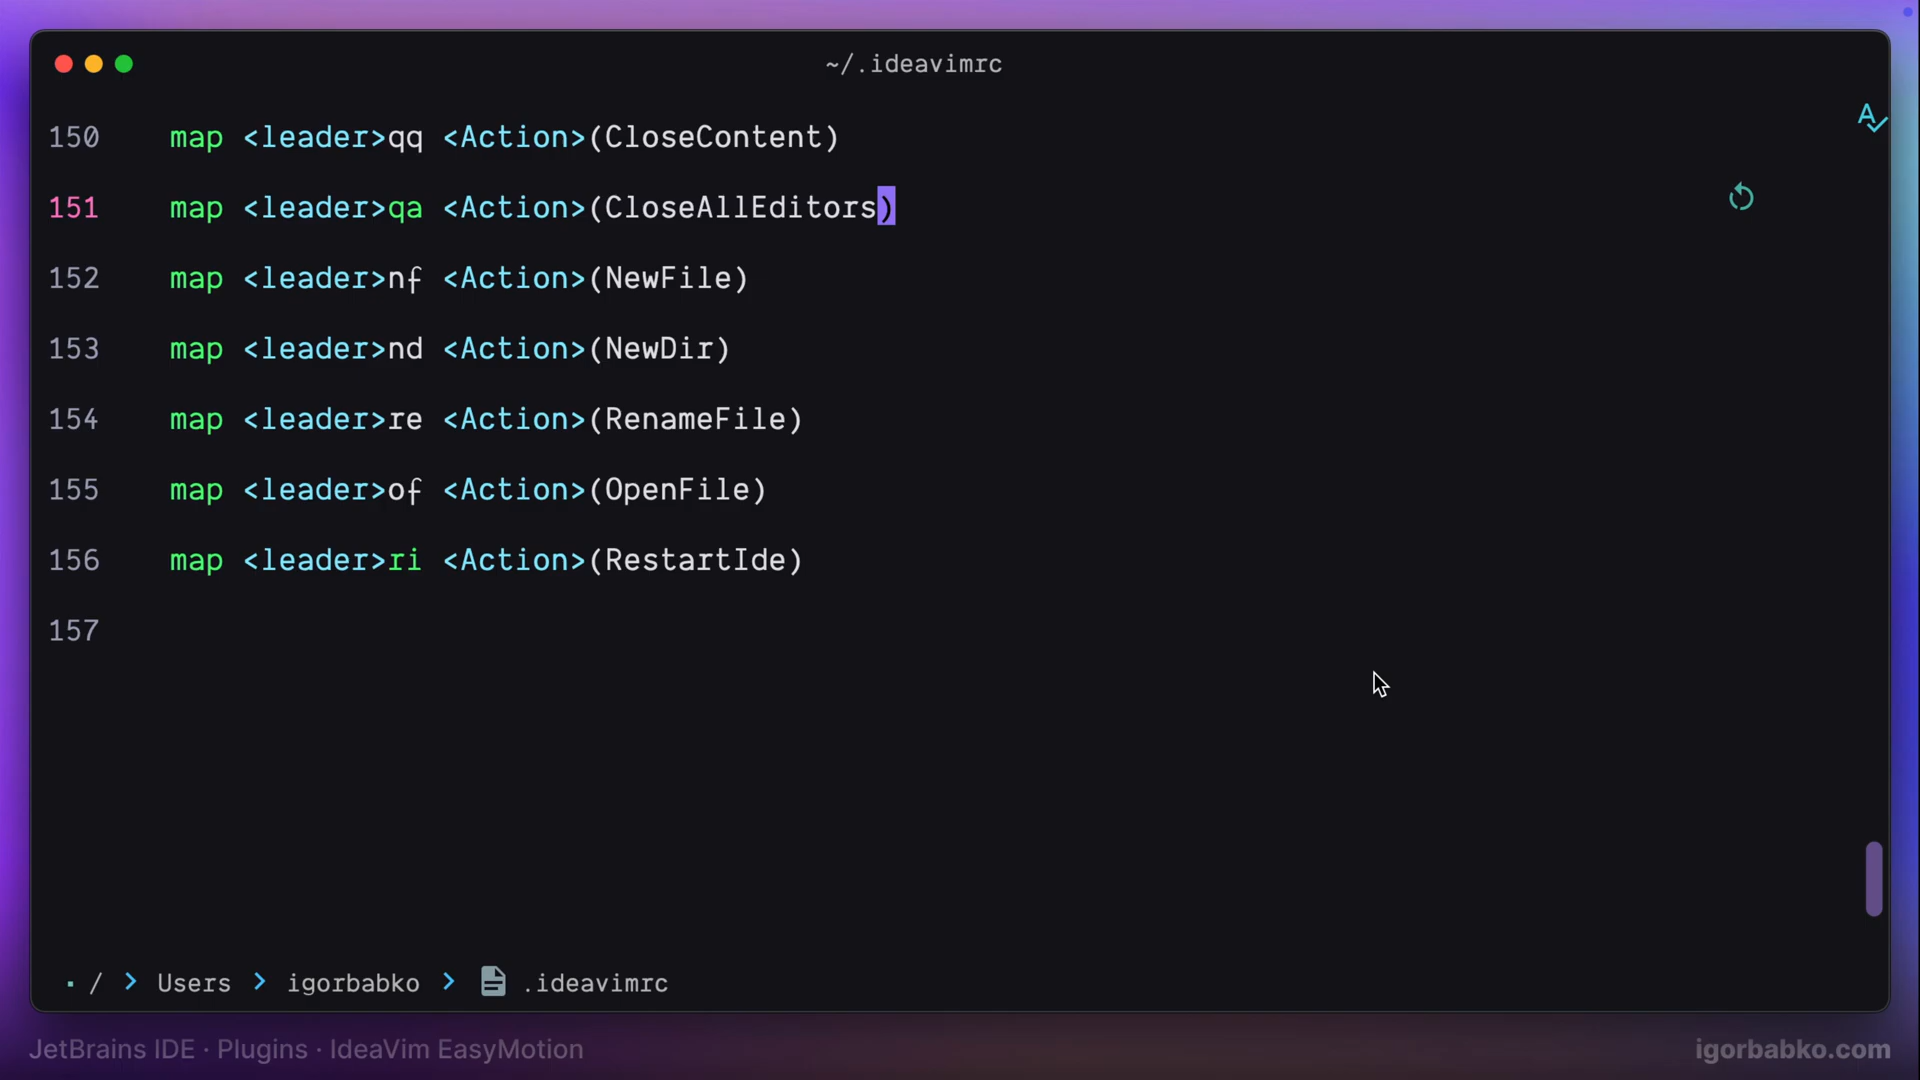 ~/.ideavimrc
150 map <leader>qq <Action>(CloseContent)
151 map <leader>qa <Action>(CloseAllEditors)
152 map <leader>nf <Action>(NewFile)
153 map <leader>nd <Action>(NewDir)
154 map <leader>re <Action>(RenameFile)
155 map <leader>of <Action>(OpenFile)
156 map <leader>ri <Action>(RestartIde)
157
/ > Users > igorbabko > .ideavimrc
JetBrains IDE · Plugins · IdeaVim EasyMotion
igorbabko.com